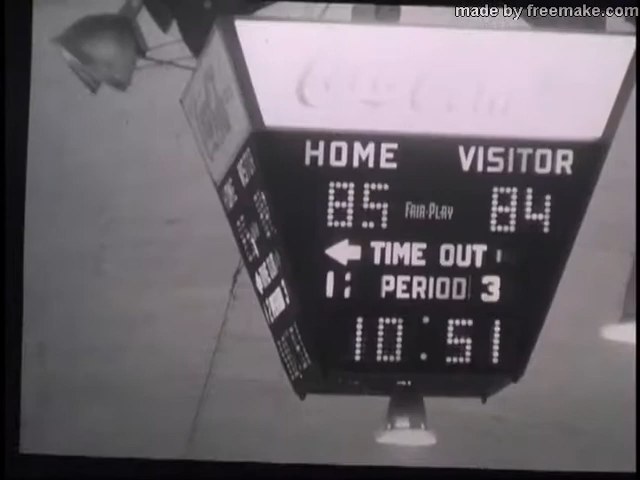 made by freemake.com
Coca-Cola
HOME VISITOR
85 FAIR-PLAY 84
TIME OUT
PERIOD 3
10:51